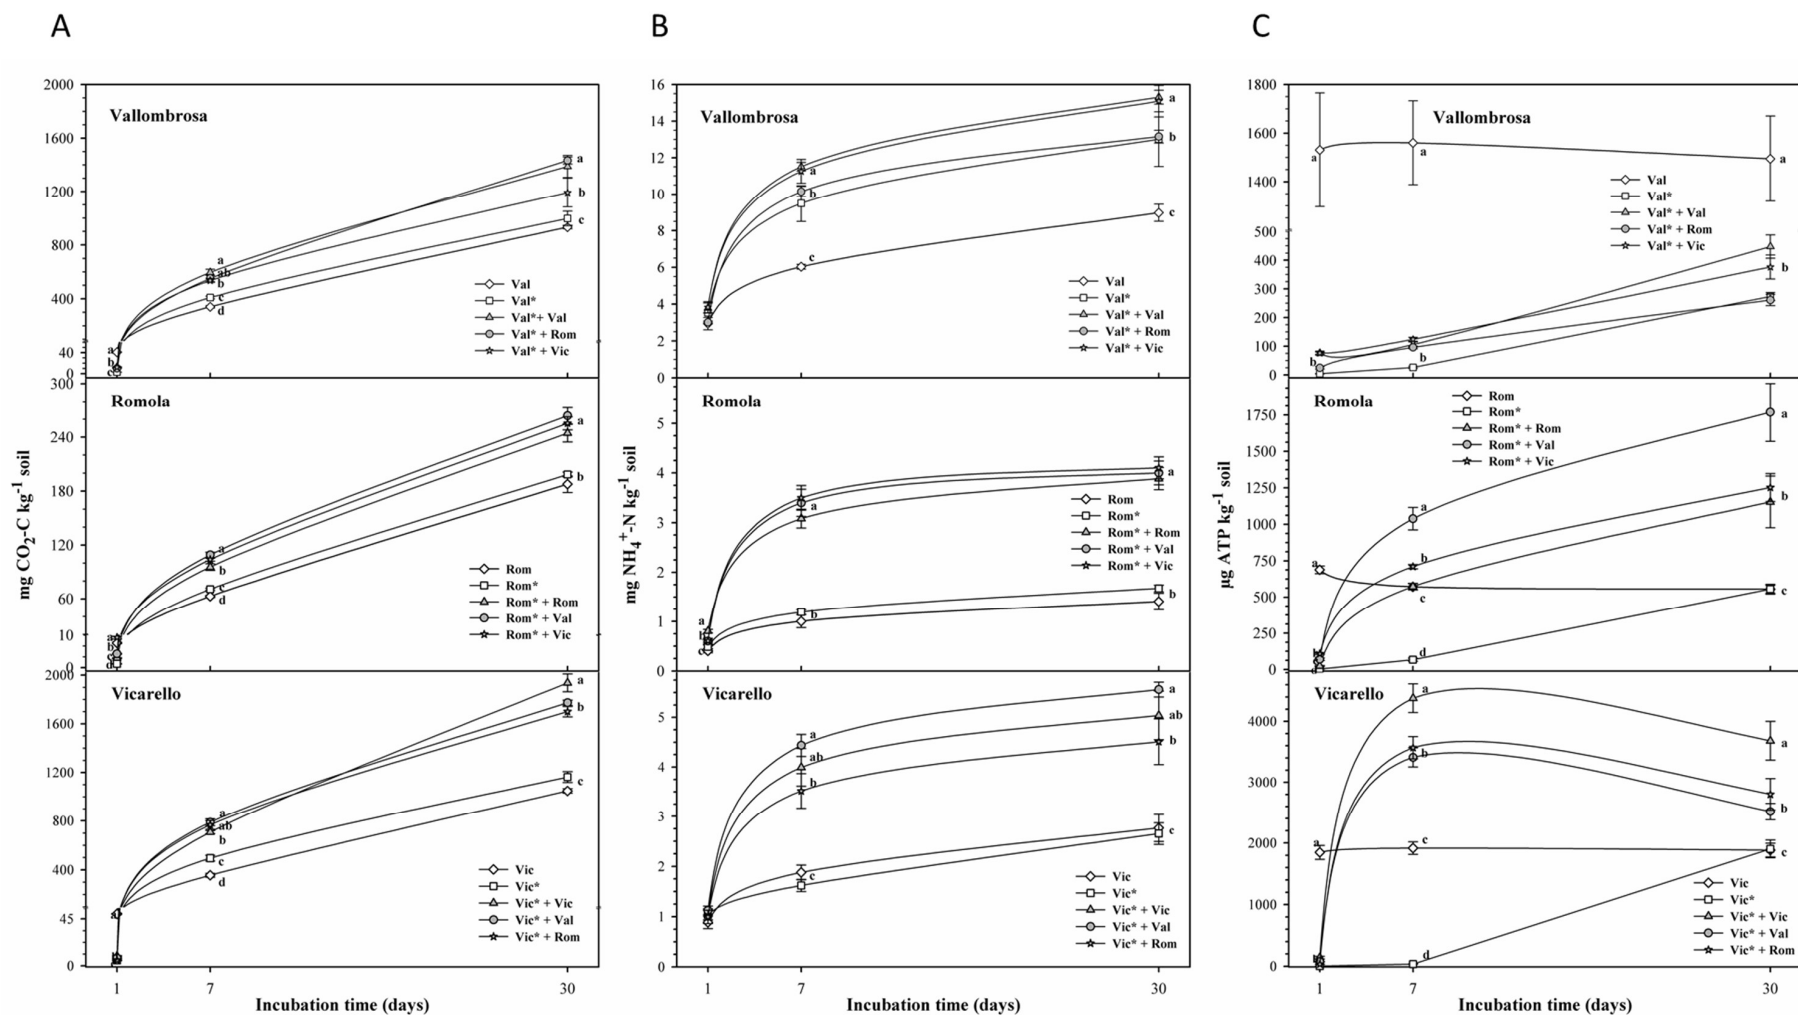 A
B
C
mg CO2-C kg-1 soil
2000
1600
1200
800
400
40
0
Vallombrosa
a
b
c
a
ab
b
c
d
a
b
c
Val
Val*
Val*+ Val
Val* + Rom
Val* + Vic
300
240
180
120
60
10
0
Romola
a
b
a
b
c
d
a
b
c
d
Rom
Rom*
Rom* + Rom
Rom* + Val
Rom* + Vic
2000
1600
1200
800
400
45
0
Vicarello
a
b
c
a
ab
b
c
d
a
b
Vic
Vic*
Vic* + Vic
Vic* + Val
Vic* + Rom
1
7
30
Incubation time (days)
mg NH4+-N kg-1 soil
16
14
12
10
8
6
4
2
0
Vallombrosa
a
b
c
a
b
c
Val
Val*
Val* + Val
Val* + Rom
Val* + Vic
5
4
3
2
1
0
Romola
a
b
a
b
a
b
c
Rom
Rom*
Rom* + Rom
Rom* + Val
Rom* + Vic
5
4
3
2
1
0
Vicarello
a
ab
b
c
a
ab
b
c
Vic
Vic*
Vic* + Vic
Vic* + Val
Vic* + Rom
1
7
30
Incubation time (days)
µg ATP kg-1 soil
1800
1600
1400
500
400
300
200
100
0
Vallombrosa
a
a
a
b
b
b
Val
Val*
Val* + Val
Val* + Rom
Val* + Vic
1750
1500
1250
1000
750
500
250
0
Romola
a
b
c
a
b
c
d
a
b
c
Rom
Rom*
Rom* + Rom
Rom* + Val
Rom* + Vic
4000
3000
2000
1000
0
Vicarello
a
b
c
a
b
c
d
a
b
Vic
Vic*
Vic* + Vic
Vic* + Val
Vic* + Rom
1
7
30
Incubation time (days)